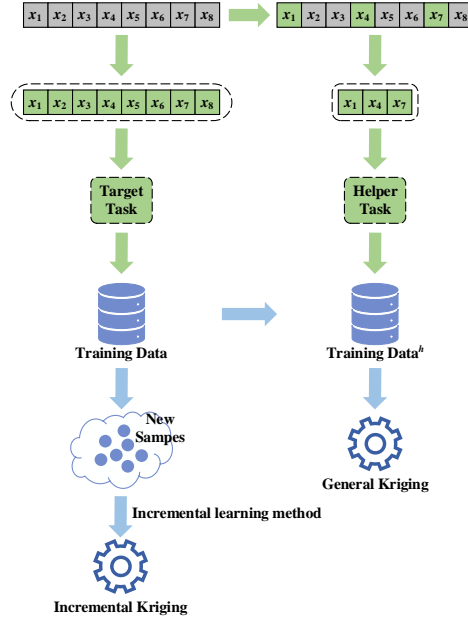 x1 x2 x3 x4 x5 x6 x7 x8
x1 x2 x3 x4 x5 x6 x7 x8
x1 x2 x3 x4 x5 x6 x7 x8
x1 x4 x7
Target
Task
Helper
Task
Training Data
Training Data^h
New
Sampes
General Kriging
Incremental learning method
Incremental Kriging